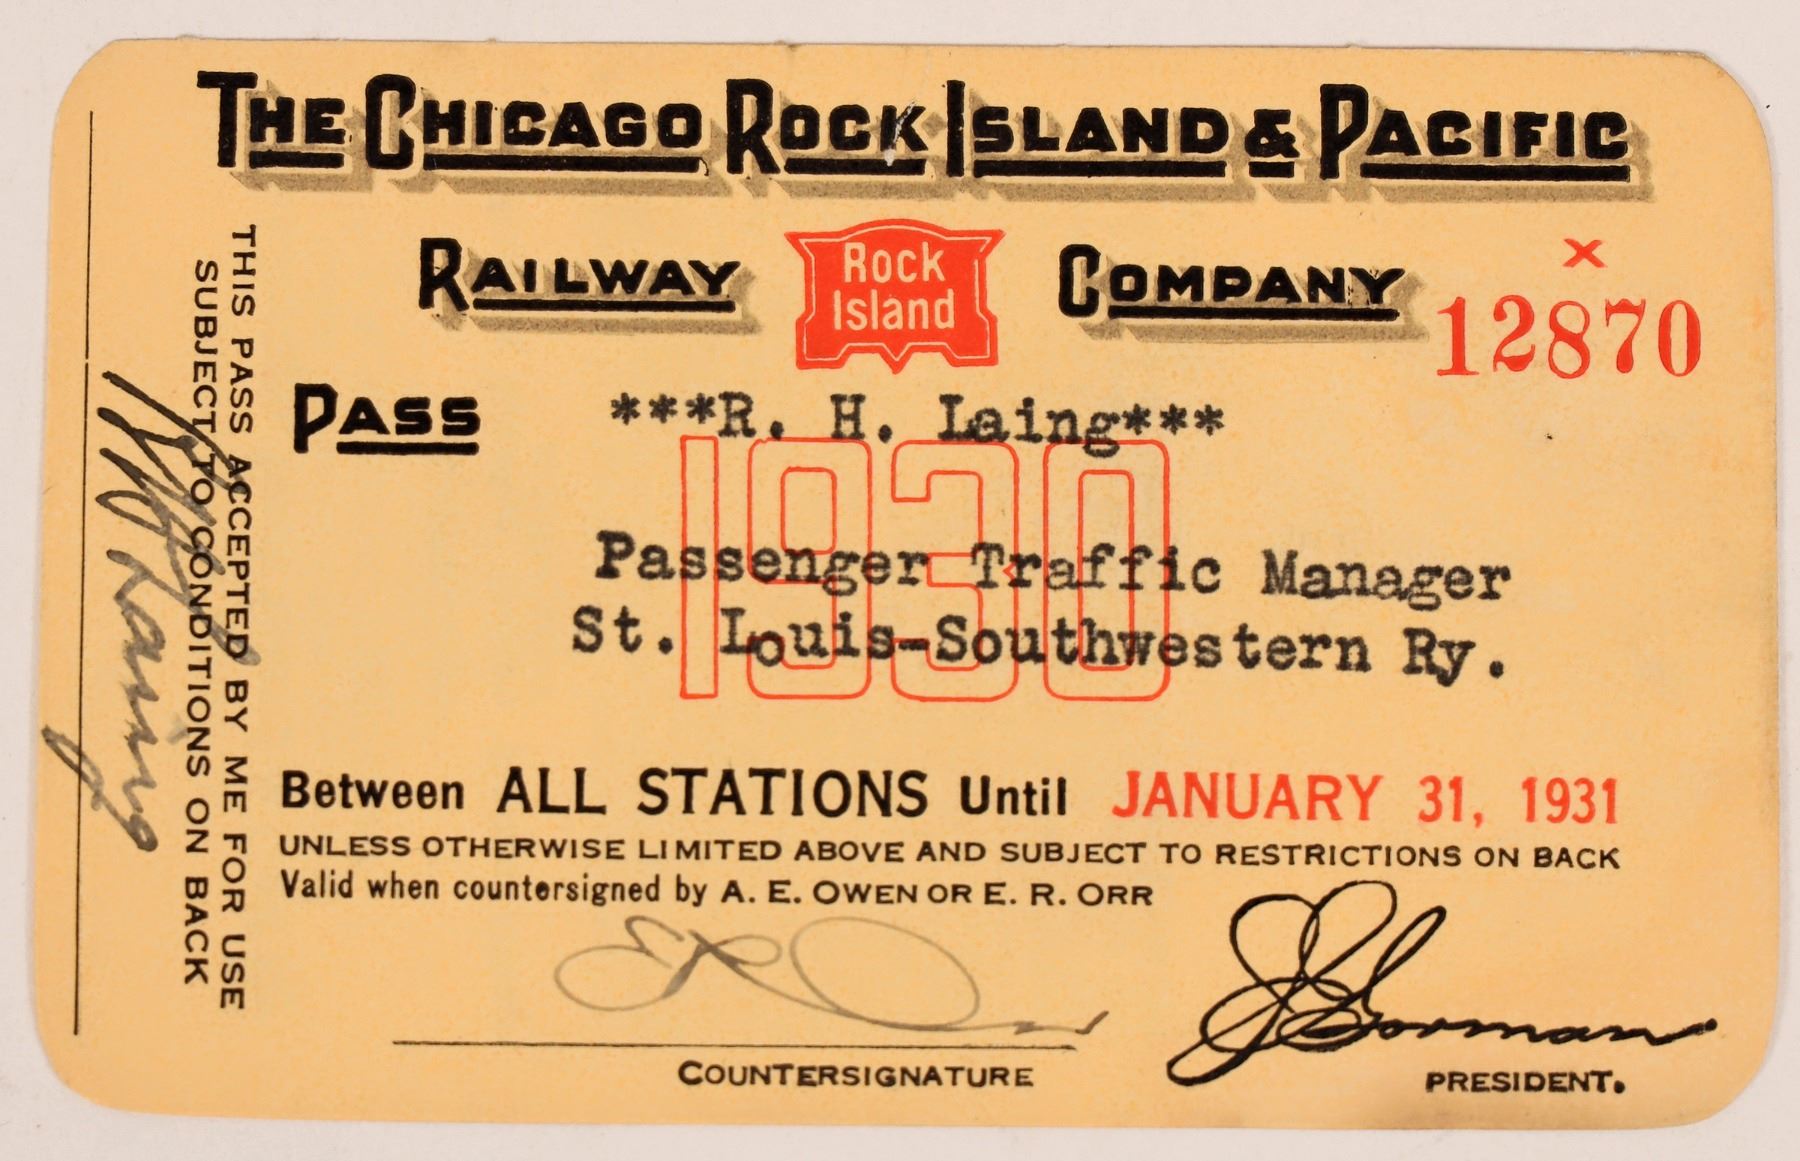 THE CHICAGO ROCK ISLAND & PACIFIC
RAILWAY
Rock
Island
COMPANY
x
12870
PASS
***R. H. Laing***
1930
Passenger Traffic Manager
St. Louis-Southwestern Ry.
Between ALL STATIONS Until JANUARY 31, 1931
UNLESS OTHERWISE LIMITED ABOVE AND SUBJECT TO RESTRICTIONS ON BACK
Valid when countersigned by A. E. OWEN OR E. R. ORR
COUNTERSIGNATURE
J E Gorman
PRESIDENT.
THIS PASS ACCEPTED BY ME FOR USE
SUBJECT TO CONDITIONS ON BACK
R H Laing